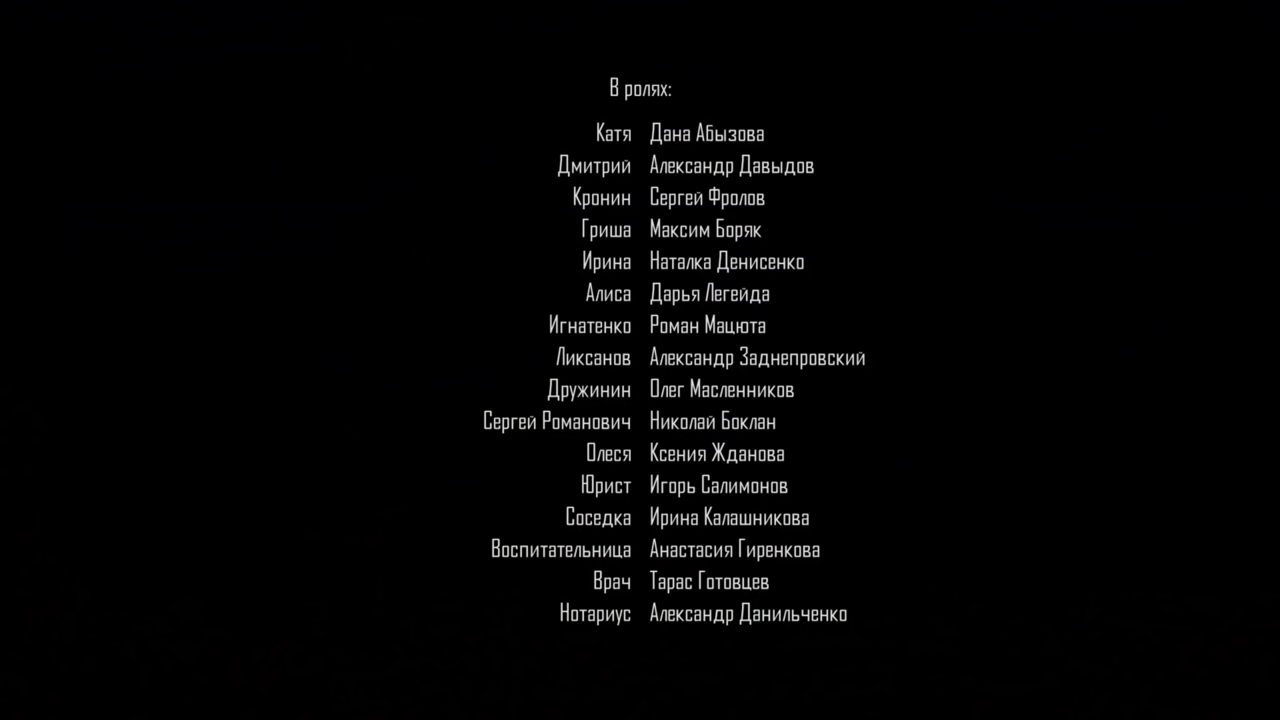 В ролях:
Катя Дана Абызова
Дмитрий Александр Давыдов
Кронин Сергей Фролов
Гриша Максим Боряк
Ирина Наталка Денисенко
Алиса Дарья Легейда
Игнатенко Роман Мацюта
Ликсанов Александр Заднепровский
Дружинин Олег Масленников
Сергей Романович Николай Боклан
Олеся Ксения Жданова
Юрист Игорь Салимонов
Соседка Ирина Калашникова
Воспитательница Анастасия Гиренкова
Врач Тарас Готовцев
Нотариус Александр Данильченко